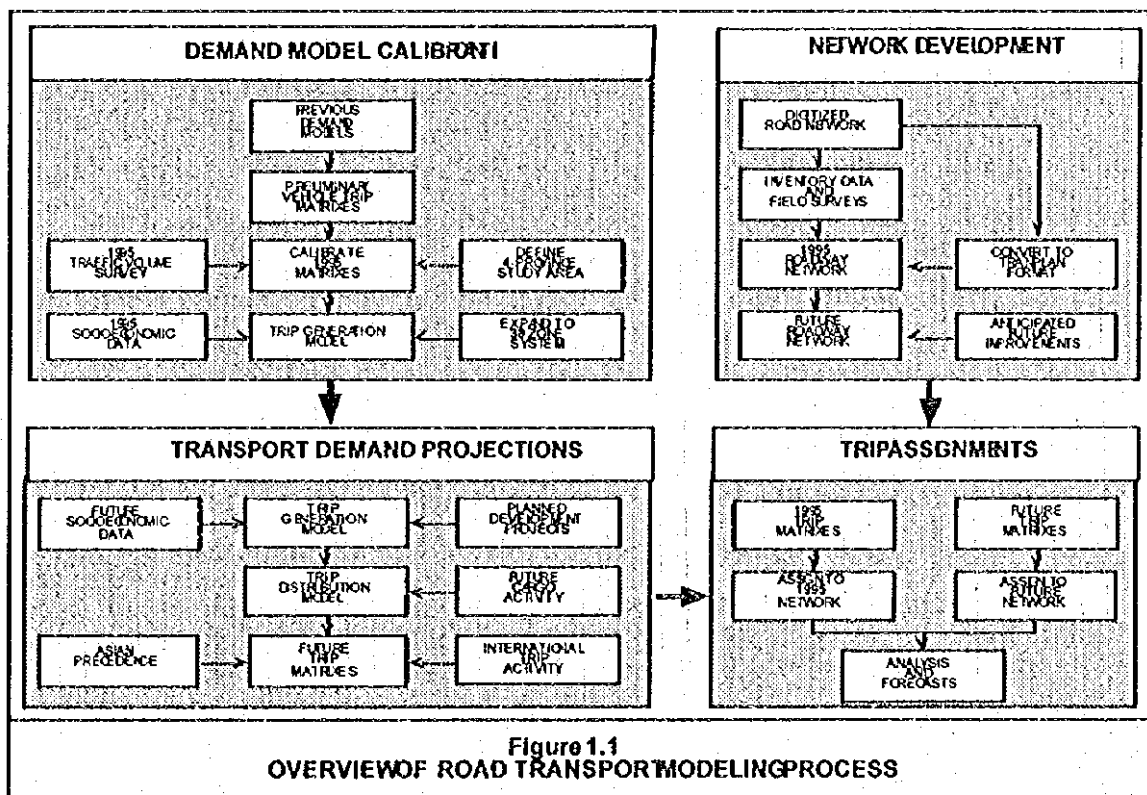 DEMAND MODEL CALIBRATI
PREVIOUS
DEMAND
MODELS
PRELIMINARY
VEHICLE TRIP
MATRIXES
1995
TRAFFIC VOLUME
SURVEY
CALIBRATE
1995
MATRIXES
DEFINE
STUDY AREA
1995
SOCIOECONOMIC
DATA
TRIP GENERATION
MODEL
EXPAND TO
ZONE
SYSTEM
NETWORK DEVELOPMENT
DIGITIZED
ROAD NETWORK
INVENTORY DATA
AND
FIELD SURVEYS
1995
ROADWAY
NETWORK
CONVERT TO
TRANPLAN
FORMAT
FUTURE
ROADWAY
NETWORK
ANTICIPATED
FUTURE
IMPROVEMENTS
TRANSPORT DEMAND PROJECTIONS
FUTURE
SOCIOECONOMIC
DATA
TRIP
GENERATION
MODEL
PLANNED
DEVELOPMENT
PROJECTS
TRIP
DISTRIBUTION
MODEL
FUTURE
CARGO
ACTIVITY
ASIAN
PRECEDENCE
FUTURE
TRIP
MATRIXES
INTERNATIONAL
TRIP
ACTIVITY
TRIP ASSIGNMENTS
1995
TRIP
MATRIXES
FUTURE
TRIP
MATRIXES
ASSIGN TO
1995
NETWORK
ASSIGN TO
FUTURE
NETWORK
ANALYSIS
AND
FORECASTS
Figure 1.1
OVERVIEW OF ROAD TRANSPORT MODELING PROCESS